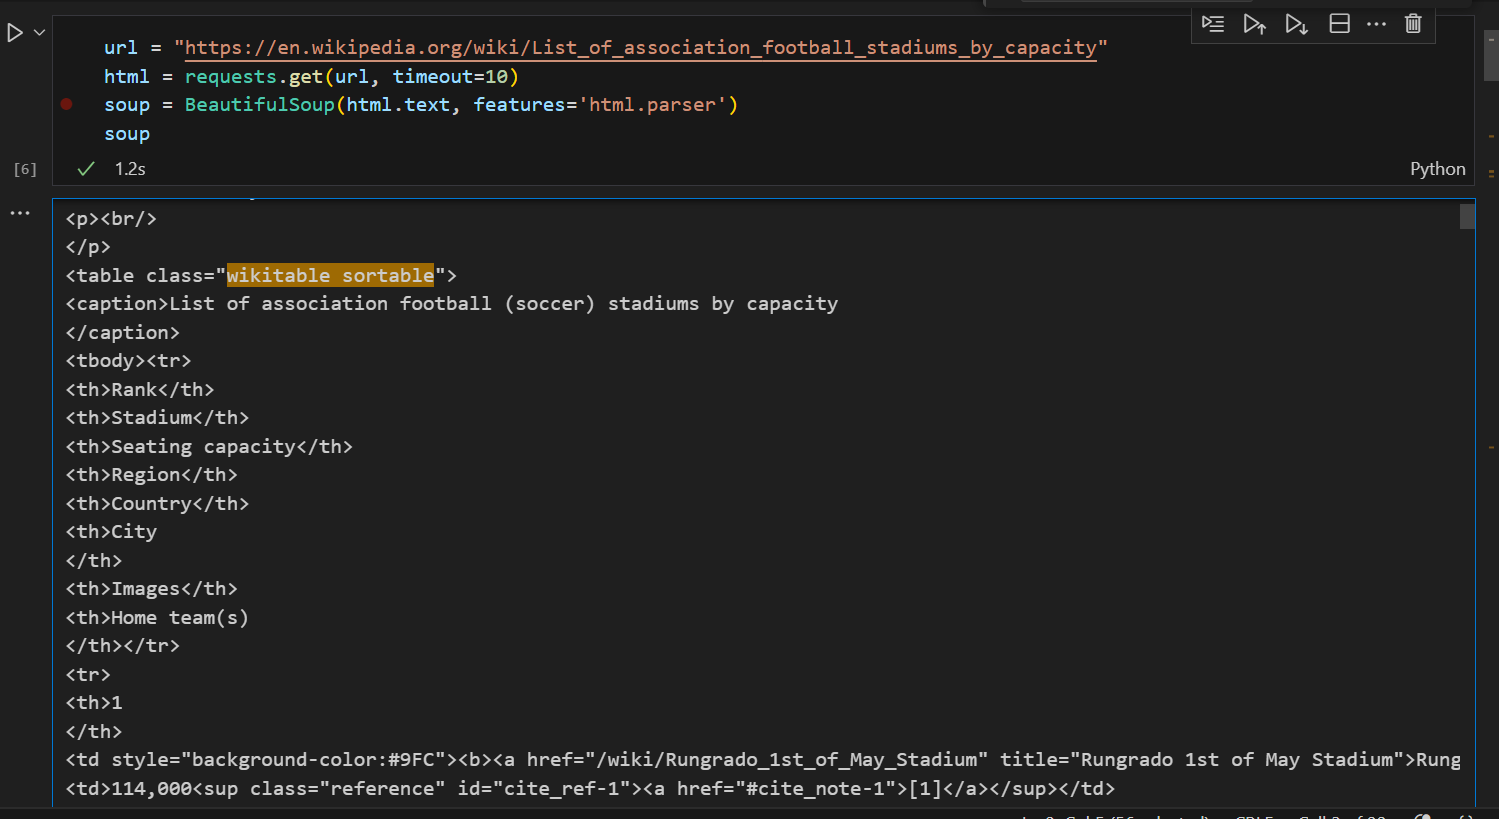 url = "https://en.wikipedia.org/wiki/List_of_association_football_stadiums_by_capacity"
html = requests.get(url, timeout=10)
soup = BeautifulSoup(html.text, features='html.parser')
soup
[6]
1.2s
Python
<p><br/>
</p>
<table class="wikitable sortable">
<caption>List of association football (soccer) stadiums by capacity
</caption>
<tbody><tr>
<th>Rank</th>
<th>Stadium</th>
<th>Seating capacity</th>
<th>Region</th>
<th>Country</th>
<th>City
</th>
<th>Images</th>
<th>Home team(s)
</th></tr>
<tr>
<th>1
</th>
<td style="background-color:#9FC"><b><a href="/wiki/Rungrado_1st_of_May_Stadium" title="Rungrado 1st of May Stadium">Rung
<td>114,000<sup class="reference" id="cite_ref-1"><a href="#cite_note-1">[1]</a></sup></td>